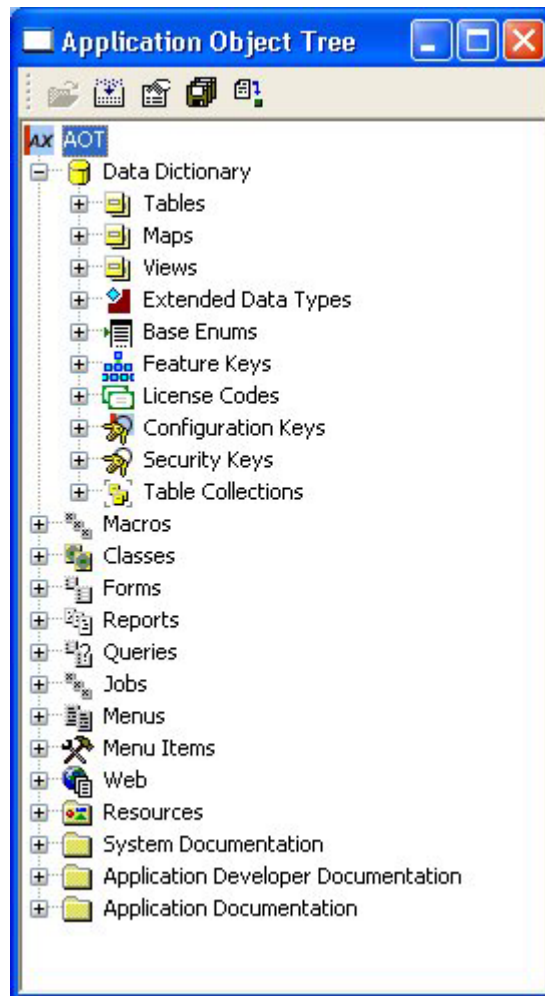 Application Object Tree
AX AOT
Data Dictionary
Tables
Maps
Views
Extended Data Types
Base Enums
Feature Keys
License Codes
Configuration Keys
Security Keys
Table Collections
Macros
Classes
Forms
Reports
Queries
Jobs
Menus
Menu Items
Web
Resources
System Documentation
Application Developer Documentation
Application Documentation